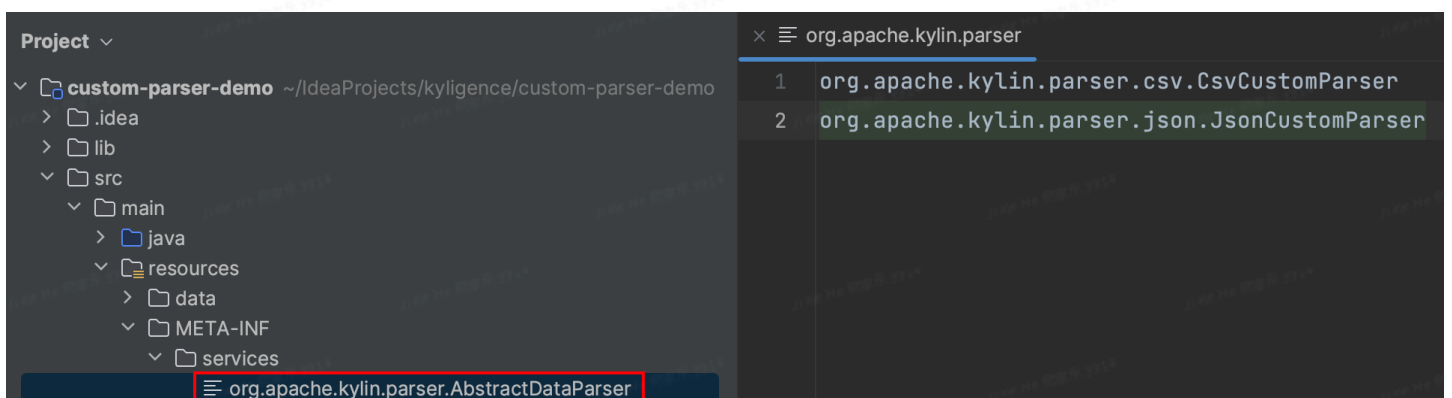 Project
custom-parser-demo ~/IdeaProjects/kyligence/custom-parser-demo
.idea
lib
src
main
java
resources
data
META-INF
services
org.apache.kylin.parser.AbstractDataParser
org.apache.kylin.parser
1 org.apache.kylin.parser.csv.CsvCustomParser
2 org.apache.kylin.parser.json.JsonCustomParser